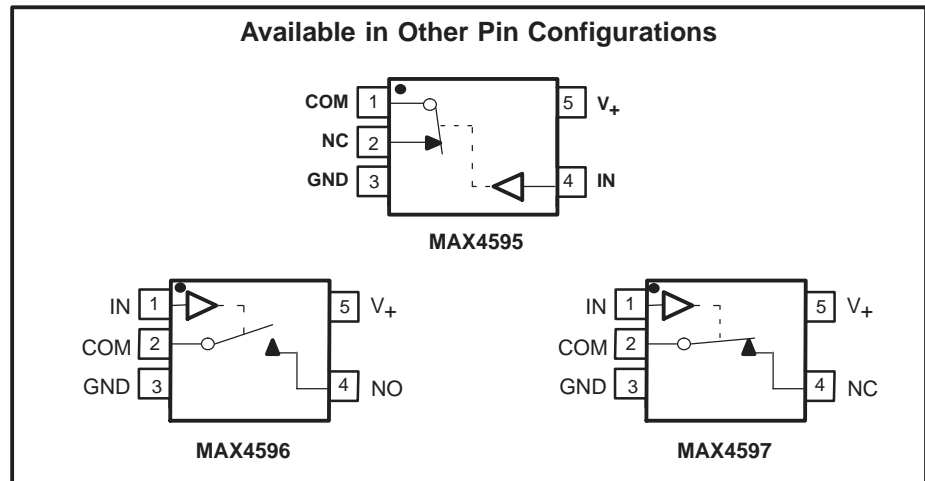 Available in Other Pin Configurations
COM 1 5 V+
NC 2
GND 3 4 IN
MAX4595
IN 1 5 V+
COM 2
GND 3 4 NO
MAX4596
IN 1 5 V+
COM 2
GND 3 4 NC
MAX4597